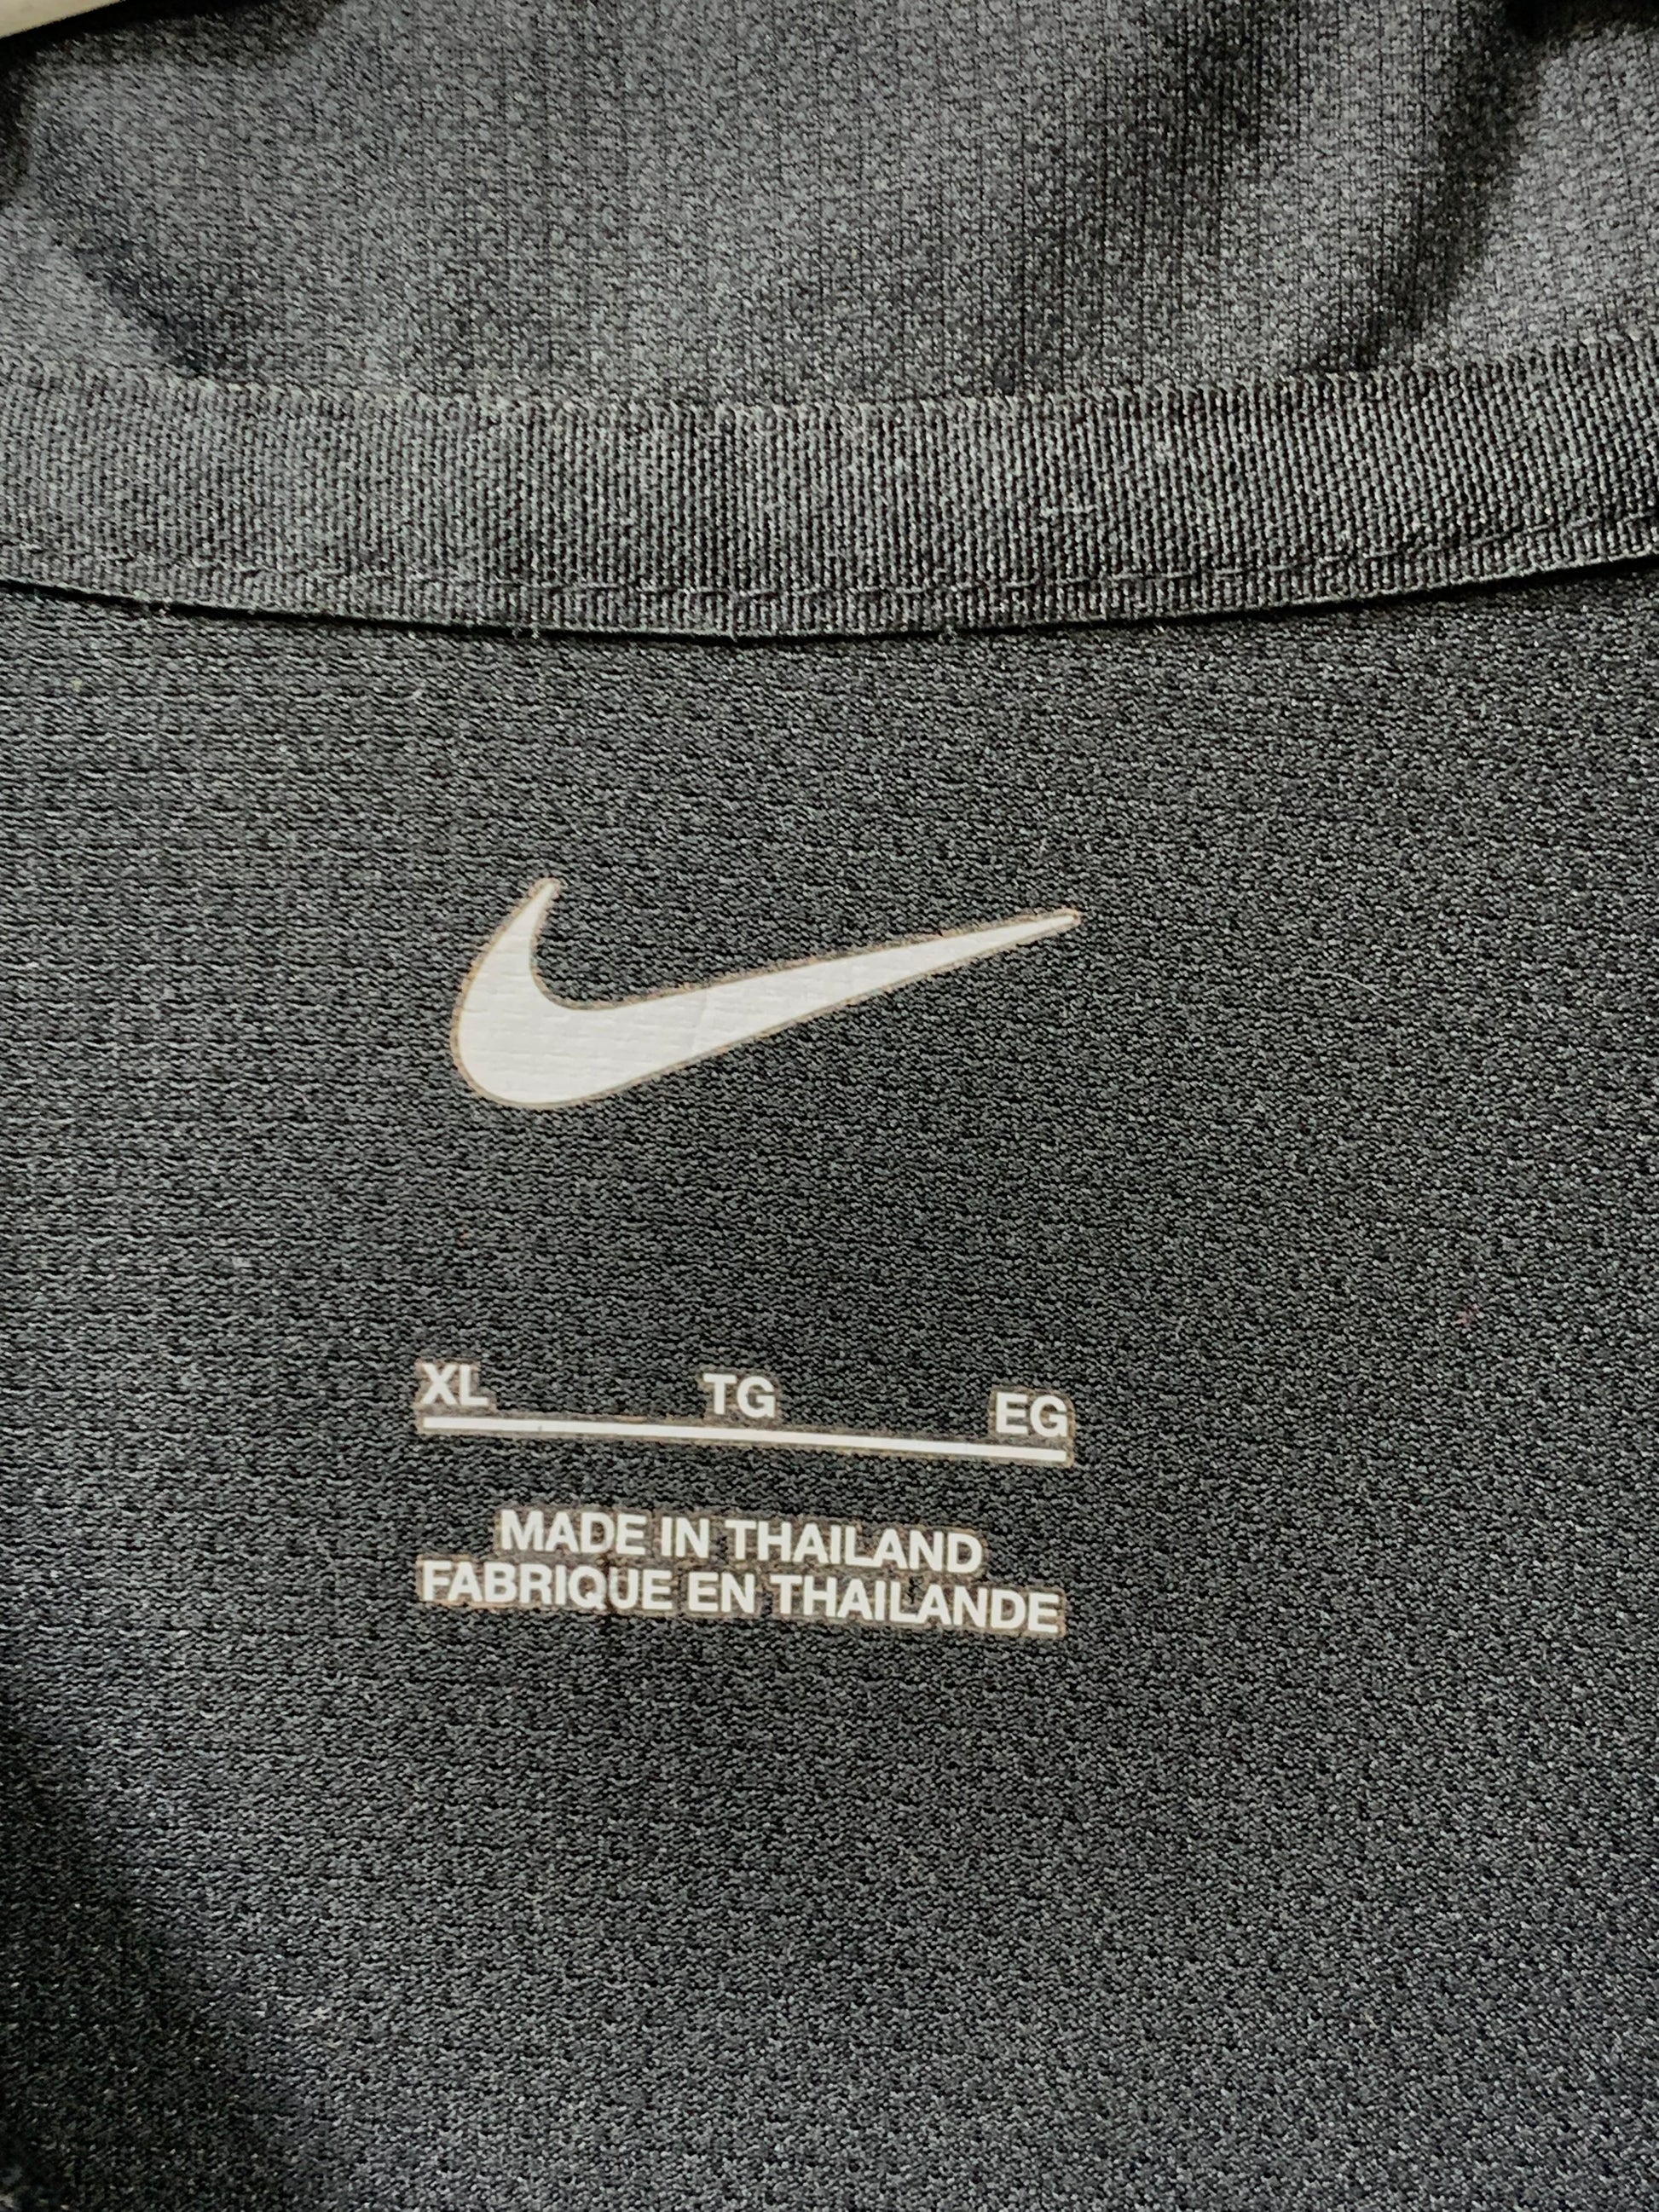 XL TG EG
MADE IN THAILAND
FABRIQUE EN THAILANDE